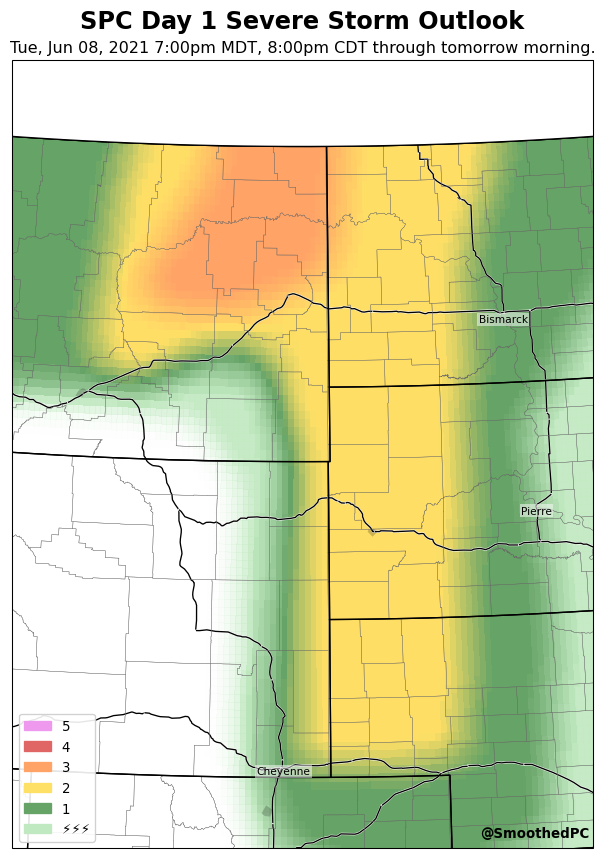 SPC Day 1 Severe Storm Outlook
Tue, Jun 08, 2021 7:00pm MDT, 8:00pm CDT through tomorrow morning.
Bismarck
Pierre
Cheyenne
5
4
3
2
1
⚡⚡⚡
@SmoothedPC